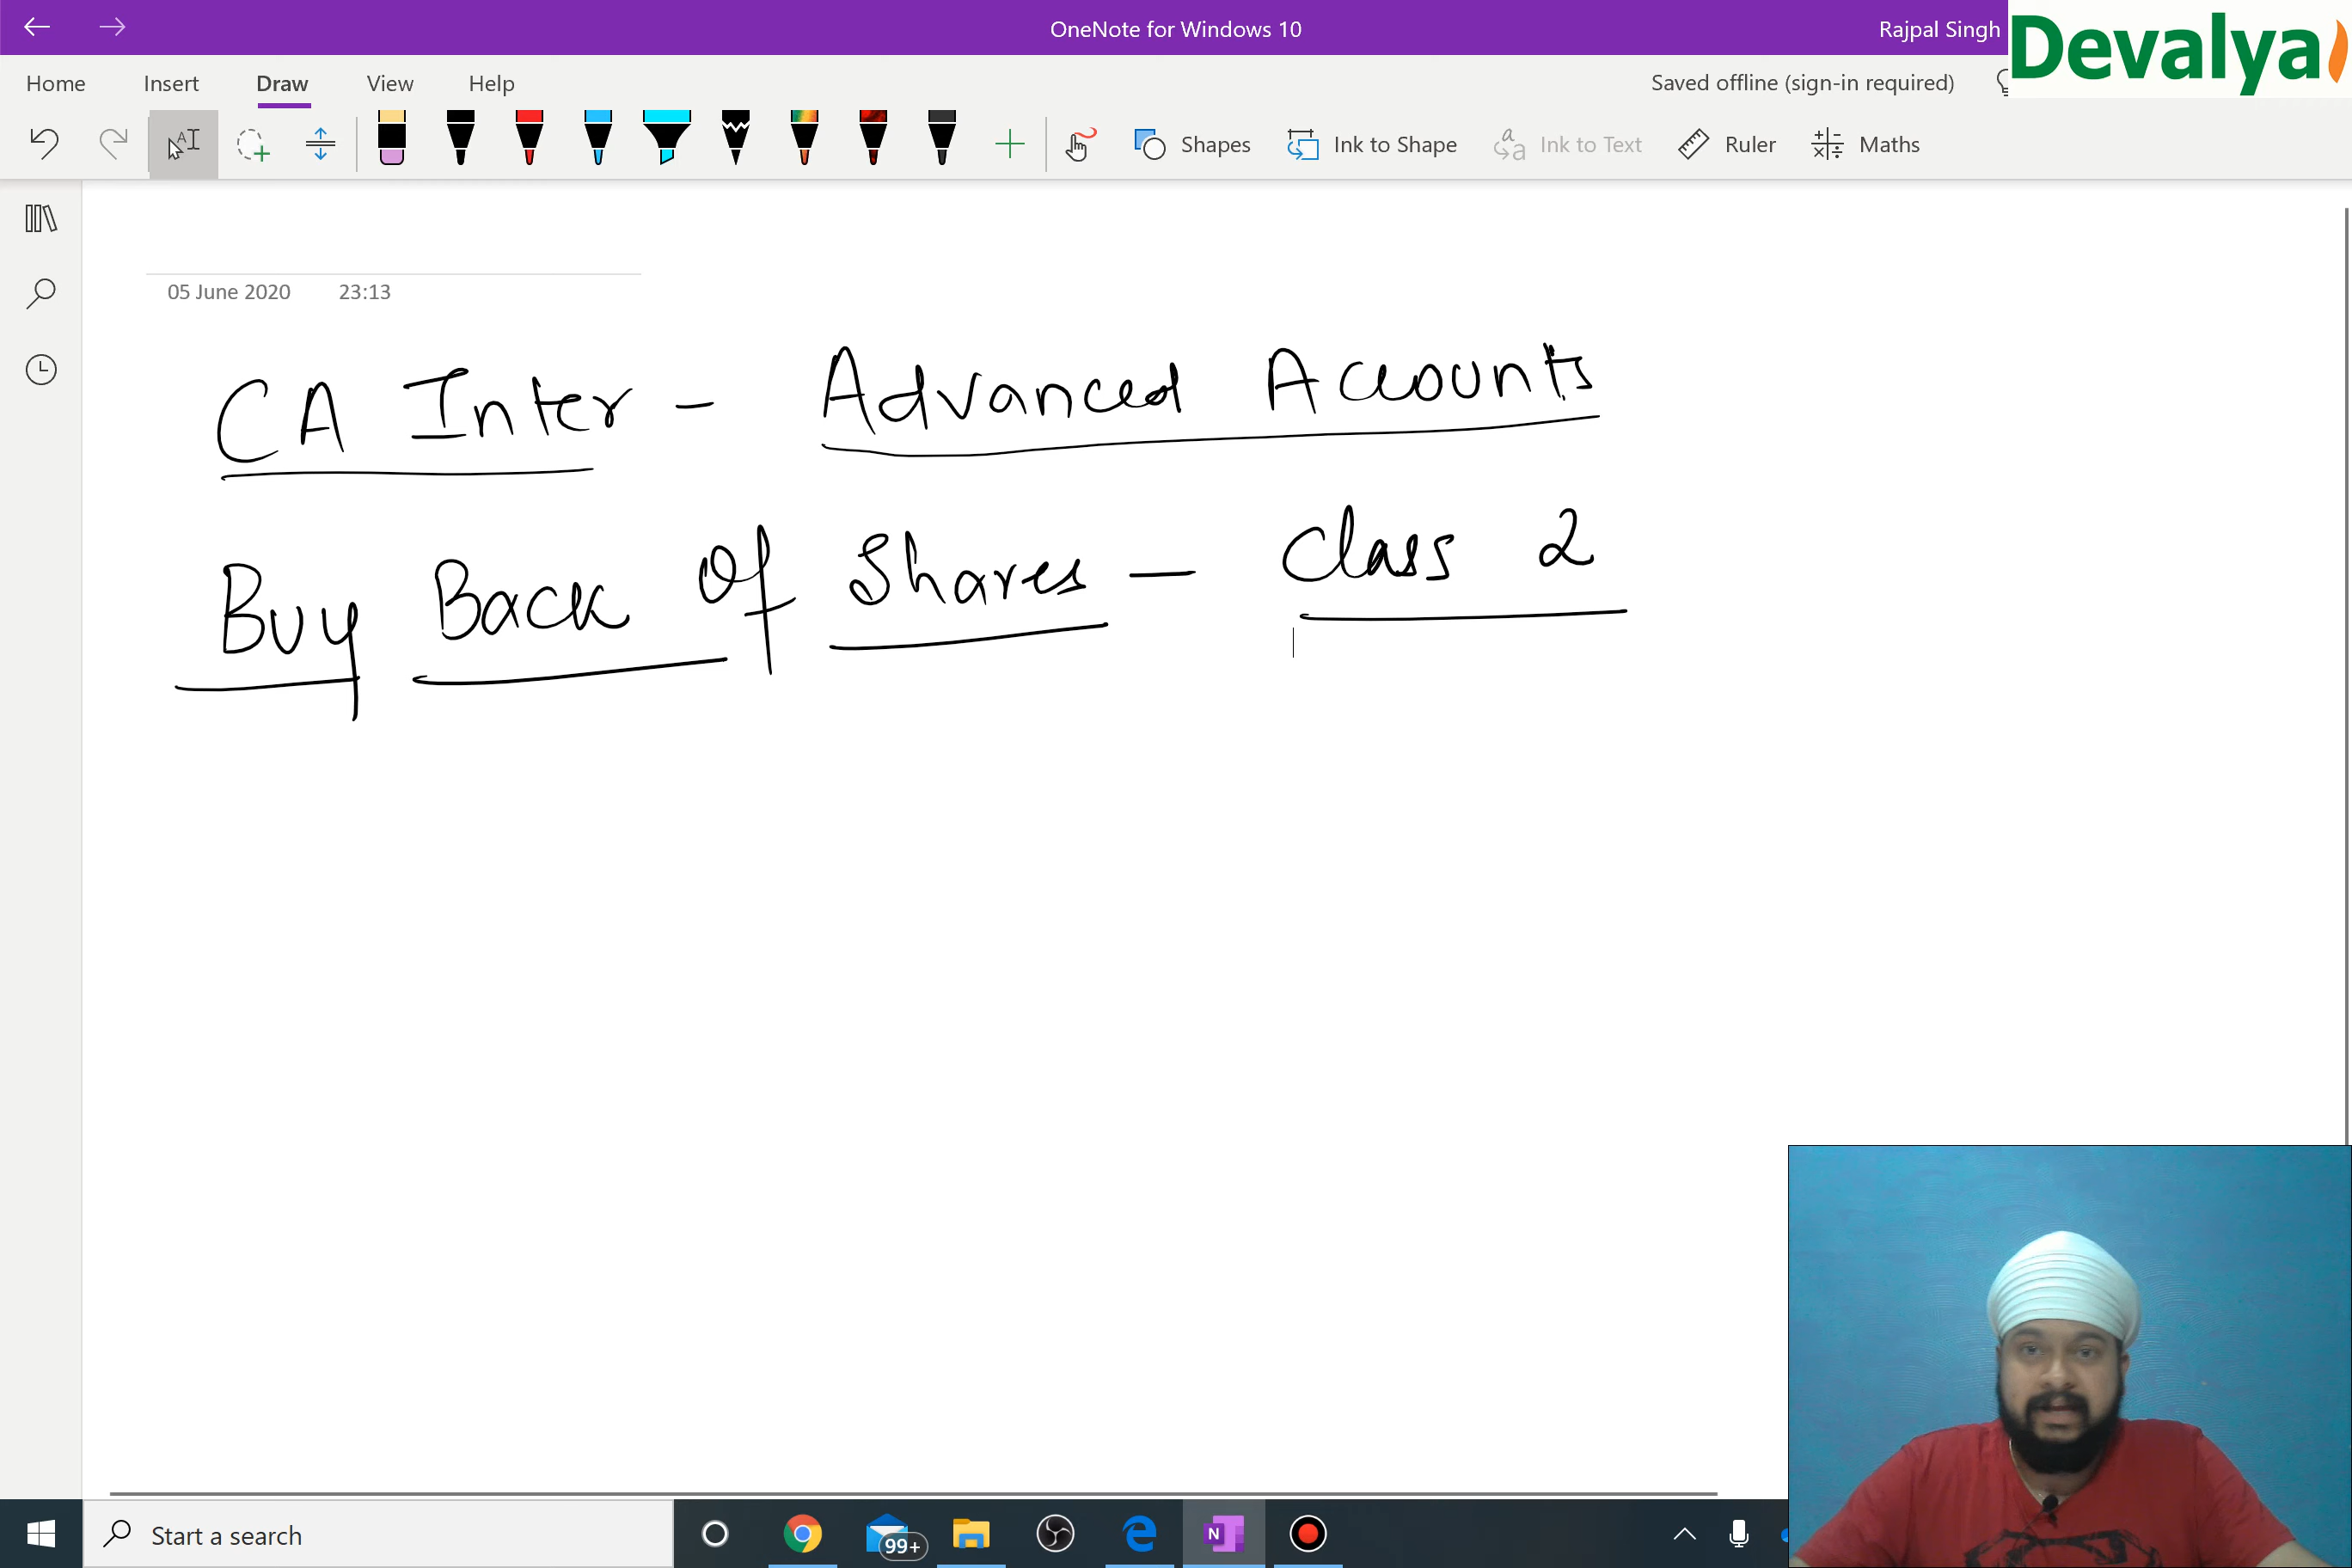 OneNote for Windows 10
Rajpal Singh
Devalya
Home Insert Draw View Help
Saved offline (sign-in required)
Shapes Ink to Shape Ink to Text Ruler Maths
05 June 2020 23:13
CA Inter - Advanced Accounts
Buy Back Of Shares - Class 2
Start a search
99+
N